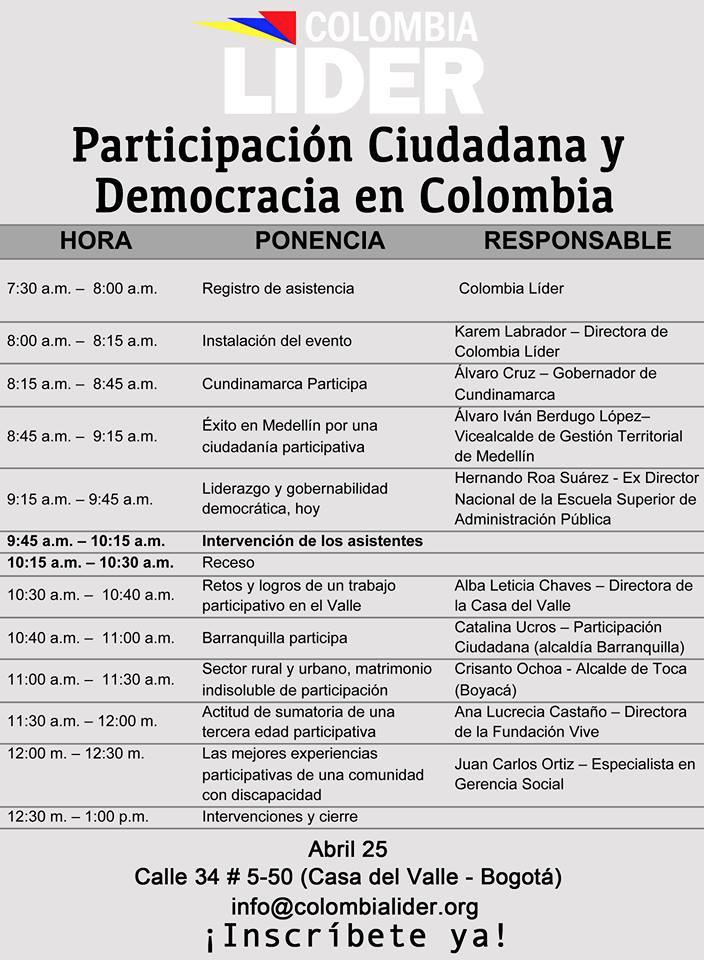 COLOMBIA
LÍDER
Participación Ciudadana y
Democracia en Colombia
HORA PONENCIA RESPONSABLE
7:30 a.m. – 8:00 a.m. Registro de asistencia Colombia Líder
8:00 a.m. – 8:15 a.m. Instalación del evento Karem Labrador – Directora de
Colombia Líder
8:15 a.m. – 8:45 a.m. Cundinamarca Participa Álvaro Cruz – Gobernador de
Cundinamarca
8:45 a.m. – 9:15 a.m. Éxito en Medellín por una
ciudadanía participativa
Álvaro Iván Berdugo López–
Vicealcalde de Gestión Territorial
de Medellín
9:15 a.m. – 9:45 a.m. Liderazgo y gobernabilidad
democrática, hoy
Hernando Roa Suárez - Ex Director
Nacional de la Escuela Superior de
Administración Pública
9:45 a.m. – 10:15 a.m. Intervención de los asistentes
10:15 a.m. – 10:30 a.m. Receso
10:30 a.m. – 10:40 a.m. Retos y logros de un trabajo
participativo en el Valle
Alba Leticia Chaves – Directora de
la Casa del Valle
10:40 a.m. – 11:00 a.m. Barranquilla participa Catalina Ucros – Participación
Ciudadana (alcaldía Barranquilla)
11:00 a.m. – 11:30 a.m. Sector rural y urbano, matrimonio
indisoluble de participación
Crisanto Ochoa - Alcalde de Toca
(Boyacá)
11:30 a.m. – 12:00 m. Actitud de sumatoria de una
tercera edad participativa
Ana Lucrecia Castaño – Directora
de la Fundación Vive
12:00 m. – 12:30 m. Las mejores experiencias
participativas de una comunidad
con discapacidad
Juan Carlos Ortiz – Especialista en
Gerencia Social
12:30 m. – 1:00 p.m. Intervenciones y cierre
Abril 25
Calle 34 # 5-50 (Casa del Valle - Bogotá)
info@colombialider.org
¡Inscríbete ya!